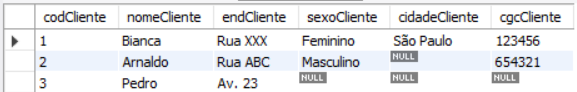 codCliente nomeCliente endCliente sexoCliente cidadeCliente cgcCliente
1 Bianca Rua XXX Feminino São Paulo 123456
2 Arnaldo Rua ABC Masculino NULL 654321
3 Pedro Av. 23 NULL NULL NULL